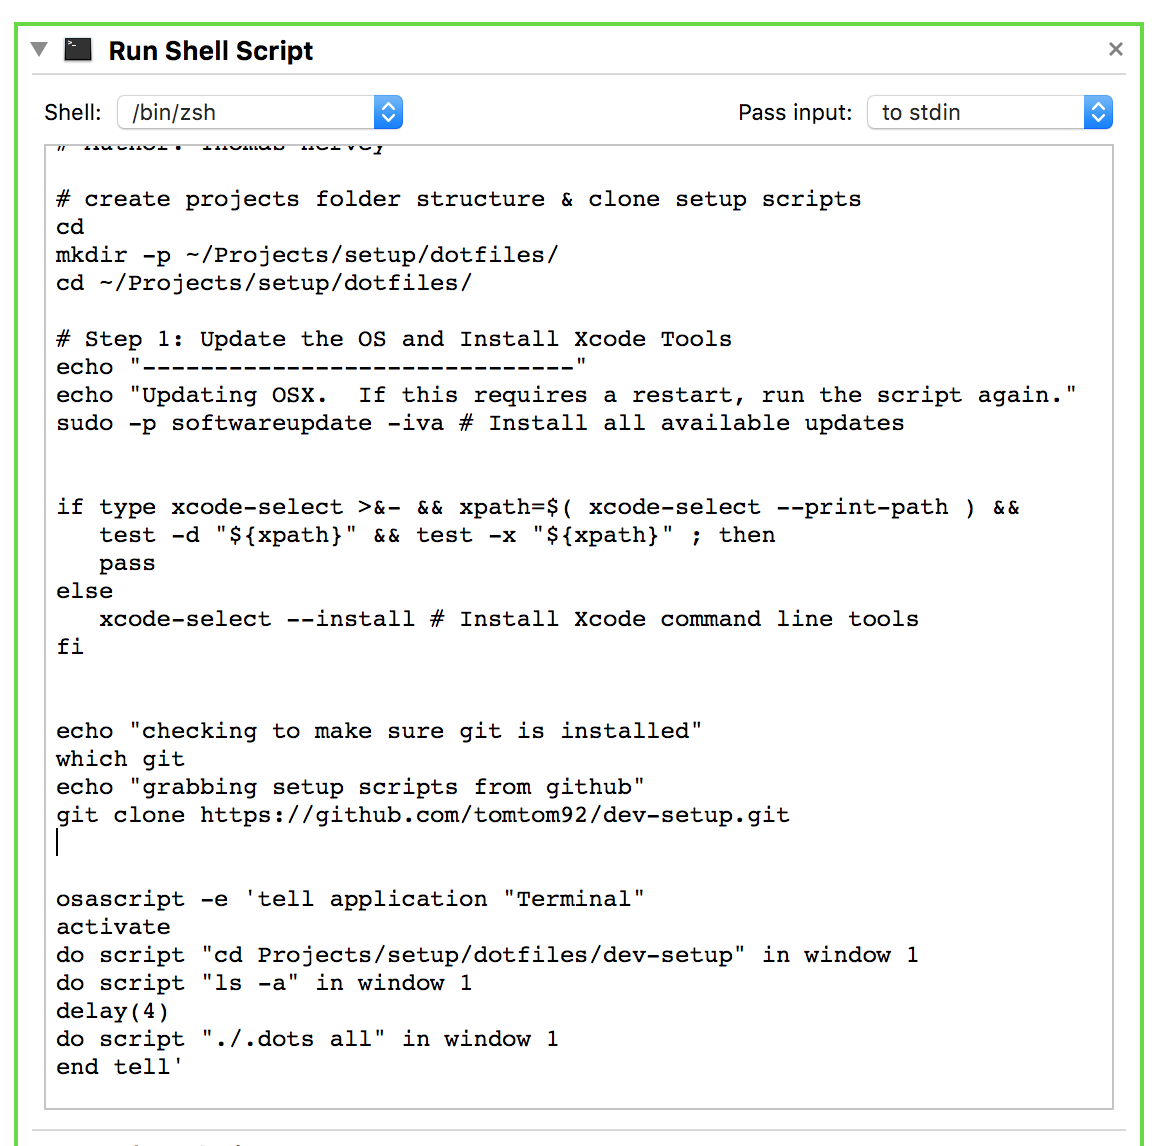 Run Shell Script
Shell: /bin/zsh Pass input: to stdin
# Author: Thomas Hervey
# create projects folder structure & clone setup scripts
cd
mkdir -p ~/Projects/setup/dotfiles/
cd ~/Projects/setup/dotfiles/
# Step 1: Update the OS and Install Xcode Tools
echo "------------------------------"
echo "Updating OSX.  If this requires a restart, run the script again."
sudo -p softwareupdate -iva # Install all available updates
if type xcode-select >&- && xpath=$( xcode-select --print-path ) &&
   test -d "${xpath}" && test -x "${xpath}" ; then
   pass
else
   xcode-select --install # Install Xcode command line tools
fi
echo "checking to make sure git is installed"
which git
echo "grabbing setup scripts from github"
git clone https://github.com/tomtom92/dev-setup.git
osascript -e 'tell application "Terminal"
activate
do script "cd Projects/setup/dotfiles/dev-setup" in window 1
do script "ls -a" in window 1
delay(4)
do script "./.dots all" in window 1
end tell'